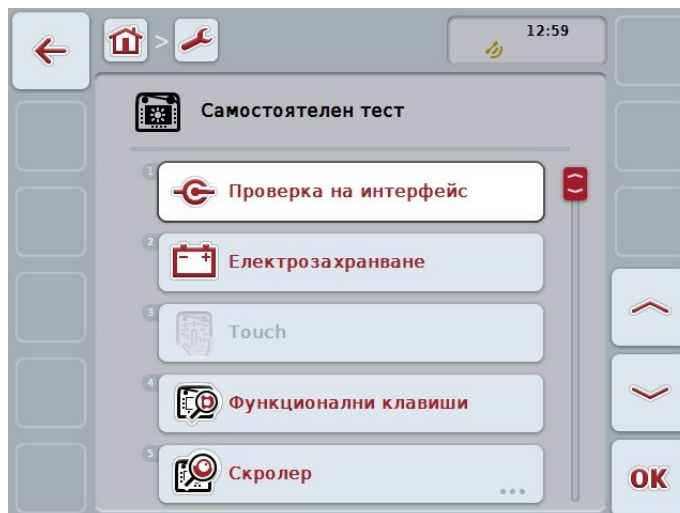 12:59
Самостоятелен тест
1
Проверка на интерфейс
2
Електрозахранване
3
Touch
4
Функционални клавиши
5
Скролер
OK